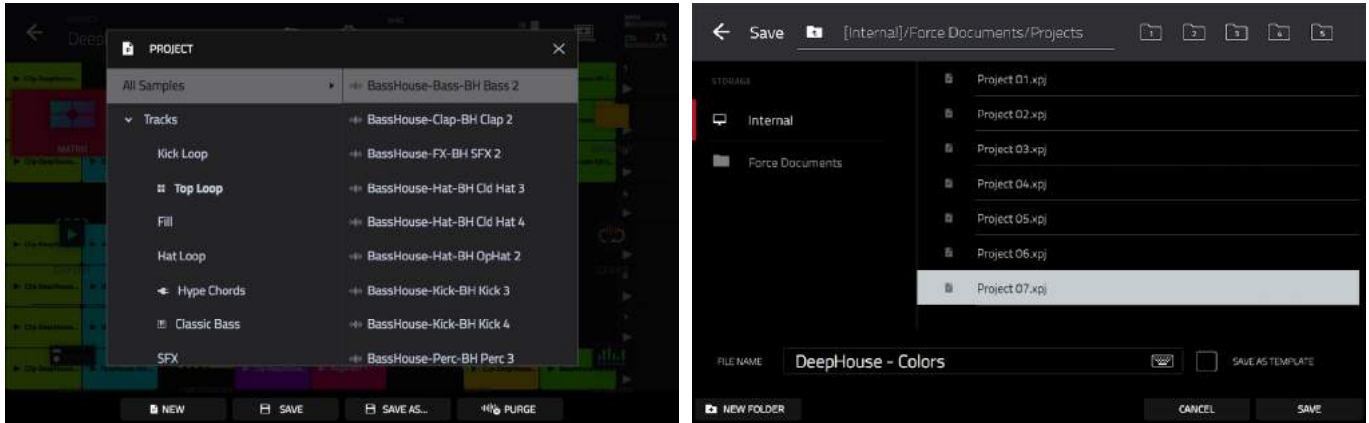 PROJECT
All Samples
BassHouse-Bass-BH Bass 2
Tracks
BassHouse-Clap-BH Clap 2
Kick Loop
BassHouse-FX-BH SFX 2
Top Loop
BassHouse-Hat-BH Cld Hat 3
Fill
BassHouse-Hat-BH Cld Hat 4
Hat Loop
BassHouse-Hat-BH OpHat 2
Hype Chords
BassHouse-Kick-BH Kick 3
Classic Bass
BassHouse-Kick-BH Kick 4
SFX
BassHouse-Perc-BH Perc 3
NEW
SAVE
SAVE AS...
PURGE
Save
[Internal]/Force Documents/Projects
1 2 3 4 5
STORAGE
Internal
Force Documents
Project 01.xpj
Project 02.xpj
Project 03.xpj
Project 04.xpj
Project 05.xpj
Project 06.xpj
Project 07.xpj
FILE NAME
DeepHouse - Colors
SAVE AS TEMPLATE
NEW FOLDER
CANCEL
SAVE